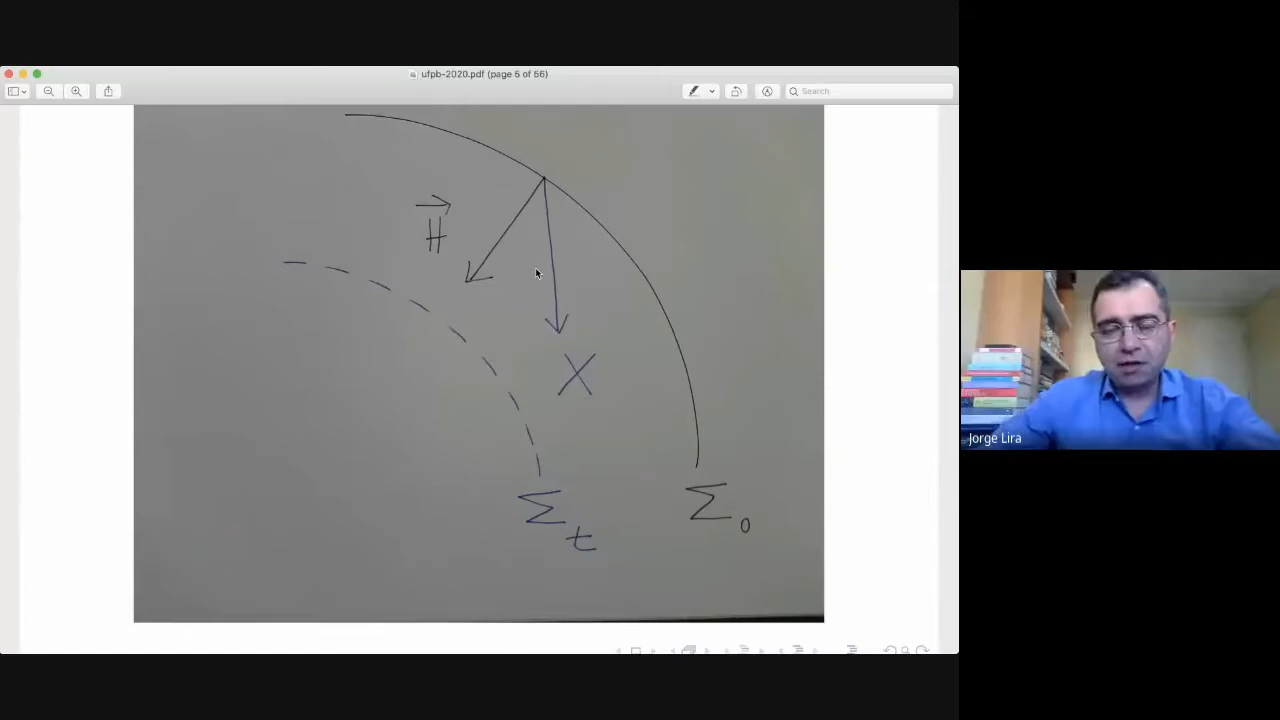 ufpb-2020.pdf (page 5 of 56)
Search
H
X
Σt
Σ0
Jorge Lira